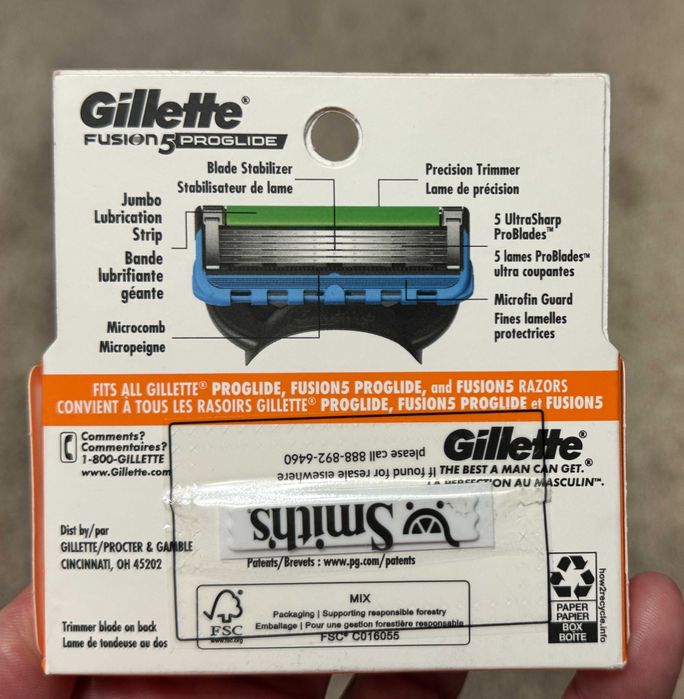 Gillette®
FUSION5 PROGLIDE
Blade Stabilizer
Stabilisateur de lame
Precision Trimmer
Lame de précision
Jumbo
Lubrication
Strip
Bande
lubrifiante
géante
5 UltraSharp
ProBlades™
5 lames ProBlades™
ultra coupantes
Microfin Guard
Fines lamelles
protectrices
Microcomb
Micropeigne
FITS ALL GILLETTE® PROGLIDE, FUSION5 PROGLIDE, and FUSION5 RAZORS
CONVIENT À TOUS LES RASOIRS GILLETTE® PROGLIDE, FUSION5 PROGLIDE et FUSION5
Comments?
Commentaires?
1-800-GILLETTE
www.Gillette.com
If found for resale elsewhere
please call 888-892-6460
Smith's
Gillette®
THE BEST A MAN CAN GET.®
LA PERFECTION AU MASCULIN™.
Dist by/par
GILLETTE/PROCTER & GAMBLE
CINCINNATI, OH 45202
Patents/Brevets : www.pg.com/patents
Trimmer blade on back
Lame de tondeuse au dos
FSC
www.fsc.org
MIX
Packaging | Supporting responsible forestry
Emballage | Pour une gestion forestière responsable
FSC® C016055
PAPER
PAPIER
BOX
BOÎTE
how2recycle.info